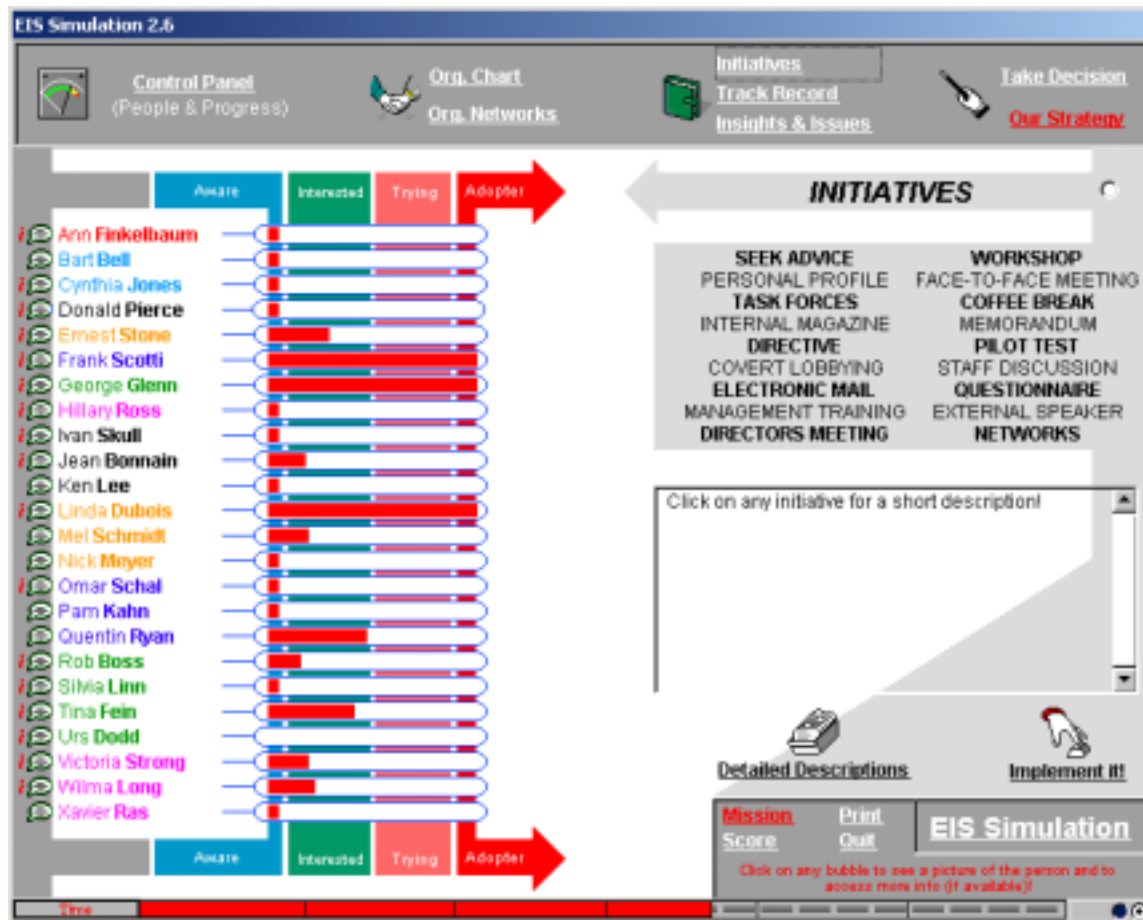 EIS Simulation 2.6
Control Panel
(People & Progress)
Org. Chart
Org. Networks
Initiatives
Track Record
Insights & Issues
Take Decision
Our Strategy
Aware Interested Trying Adopter
INITIATIVES
i Ann Finkelbaum
Bart Bell
i Cynthia Jones
i Donald Pierce
i Ernest Stone
i Frank Scotti
i George Glenn
i Hillary Ross
i Ivan Skull
i Jean Bonnain
Ken Lee
i Linda Dubois
Mel Schmidt
Nick Meyer
i Omar Schal
Pam Kahn
Quentin Ryan
i Rob Boss
i Silvia Linn
i Tina Fein
i Urs Dodd
i Victoria Strong
i Wilma Long
Xavier Ras
Aware Interested Trying Adopter
SEEK ADVICE WORKSHOP
PERSONAL PROFILE FACE-TO-FACE MEETING
TASK FORCES COFFEE BREAK
INTERNAL MAGAZINE MEMORANDUM
DIRECTIVE PILOT TEST
COVERT LOBBYING STAFF DISCUSSION
ELECTRONIC MAIL QUESTIONNAIRE
MANAGEMENT TRAINING EXTERNAL SPEAKER
DIRECTORS MEETING NETWORKS
Click on any initiative for a short description!
Detailed Descriptions
Implement it!
Mission Print
Score Quit
EIS Simulation
Click on any bubble to see a picture of the person and to
access more info (if available)!
Time